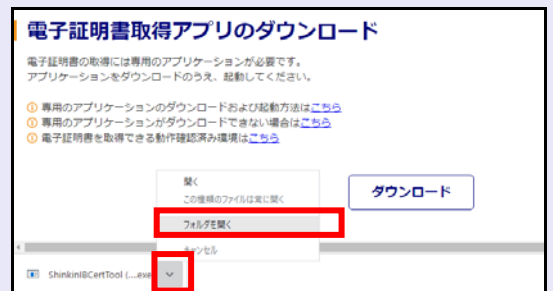 電子証明書取得アプリのダウンロード
電子証明書の取得には専用のアプリケーションが必要です。
アプリケーションをダウンロードのうえ、起動してください。
専用のアプリケーションのダウンロードおよび起動方法はこちら
専用のアプリケーションがダウンロードできない場合はこちら
電子証明書を取得できる動作確認済み環境はこちら
開く
この種類のファイルは常に開く
ダウンロード
フォルダを開く
キャンセル
ShinkinIBCertTool (....exe